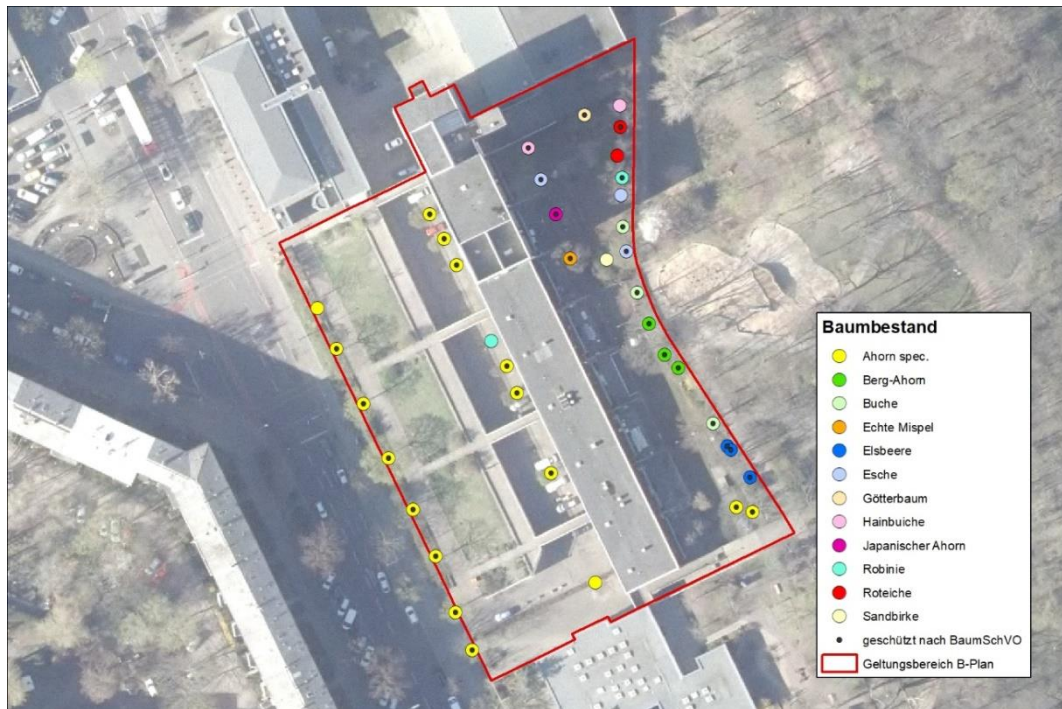 Baumbestand
Ahorn spec.
Berg-Ahorn
Buche
Echte Mispel
Elsbeere
Esche
Götterbaum
Hainbuiche
Japanischer Ahorn
Robinie
Roteiche
Sandbirke
geschützt nach BaumSchVO
Geltungsbereich B-Plan